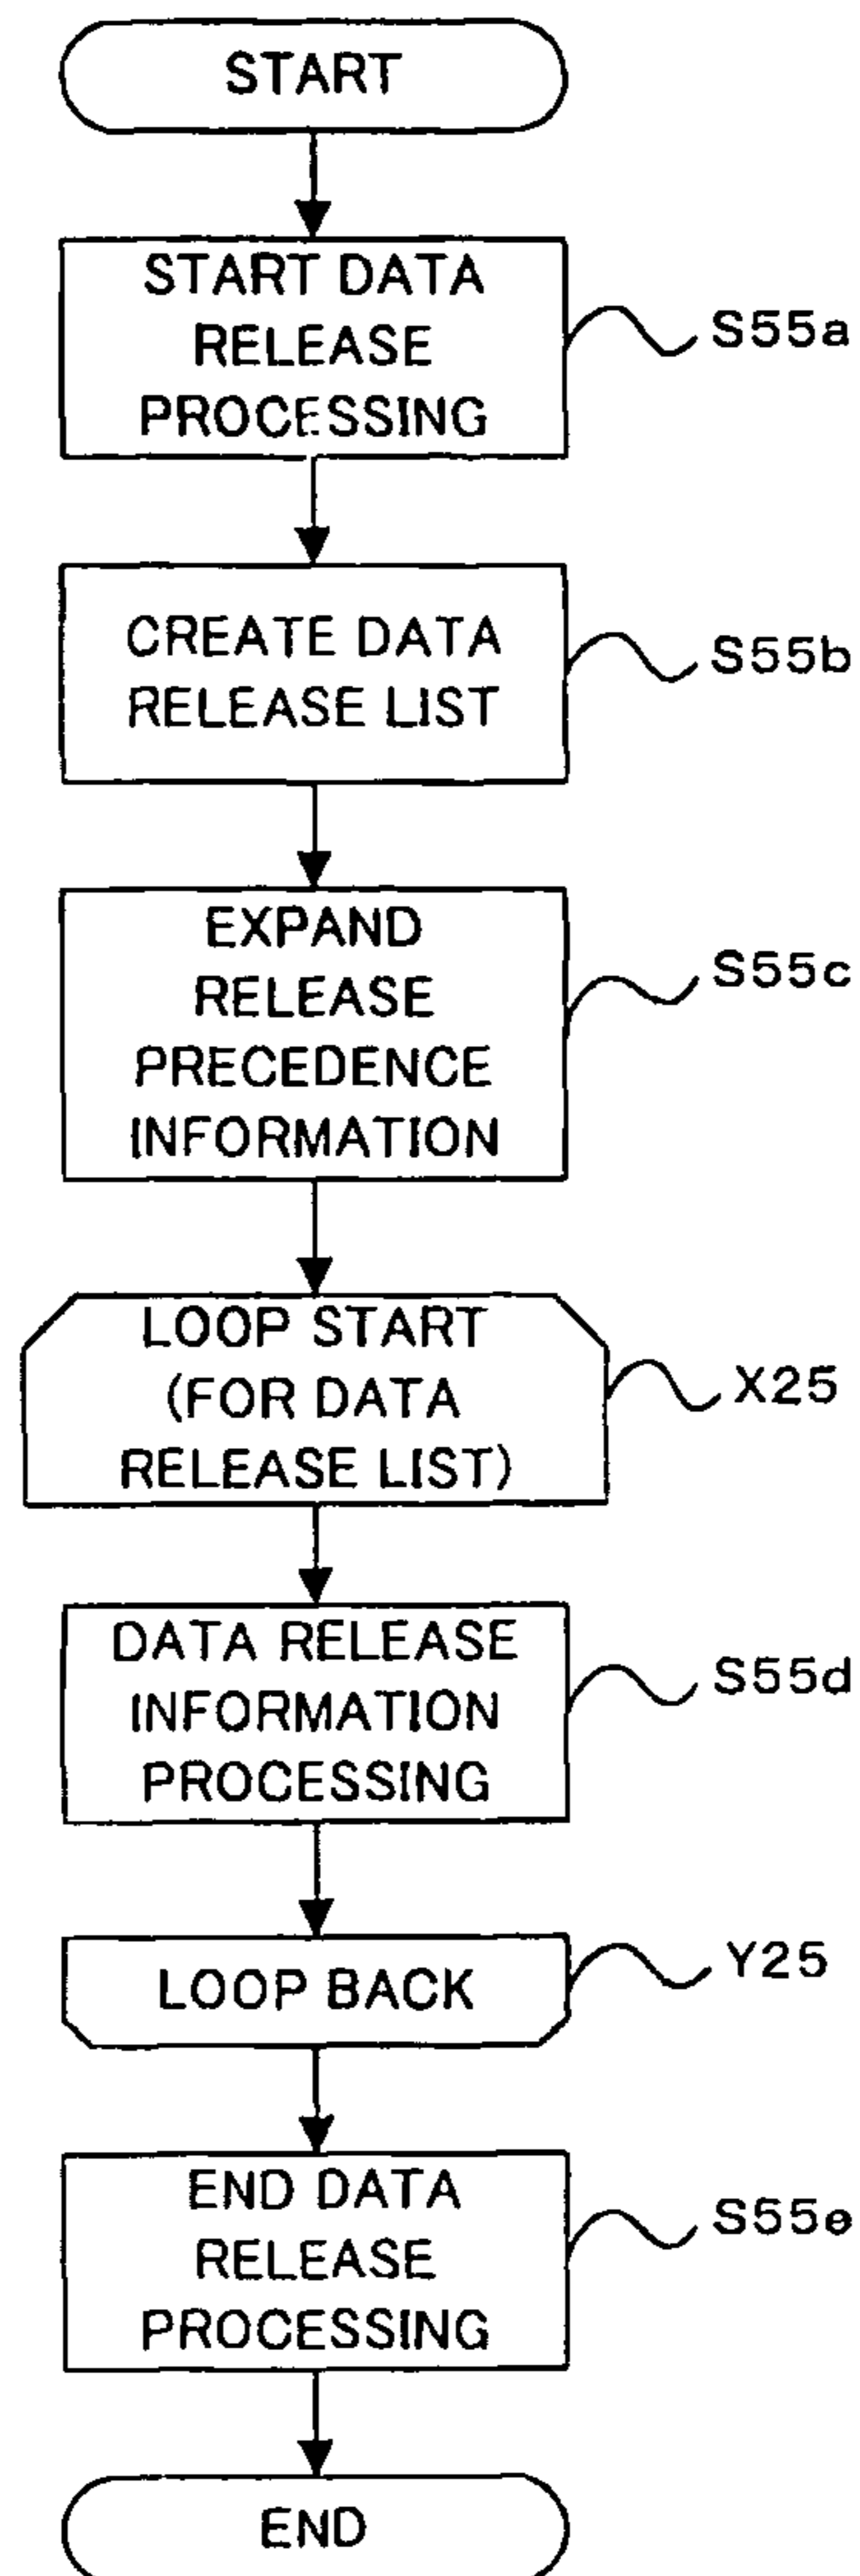 START
START DATA
RELEASE
PROCESSING
S55a
CREATE DATA
RELEASE LIST
S55b
EXPAND
RELEASE
PRECEDENCE
INFORMATION
S55c
LOOP START
(FOR DATA
RELEASE LIST)
X25
DATA RELEASE
INFORMATION
PROCESSING
S55d
LOOP BACK
Y25
END DATA
RELEASE
PROCESSING
S55e
END